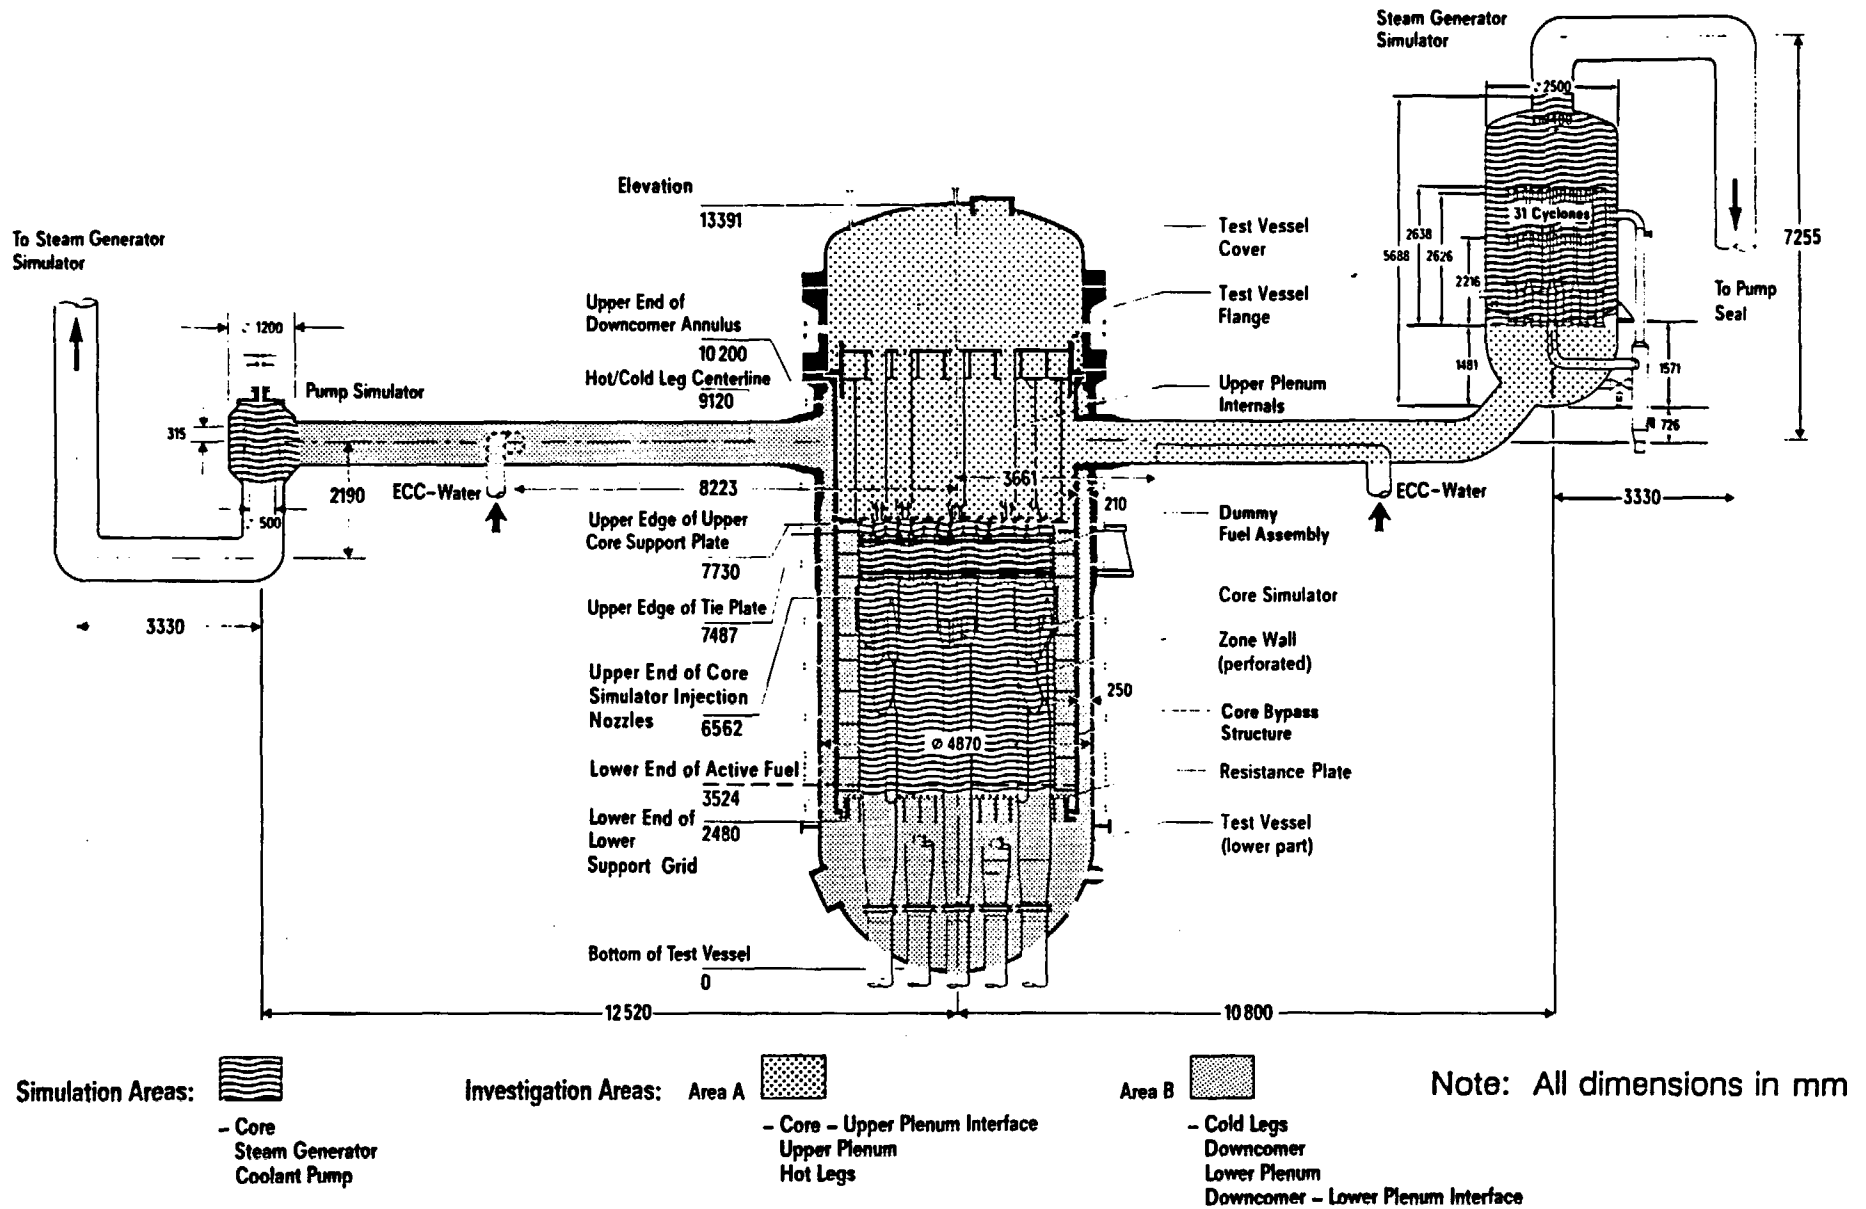 Steam Generator
Simulator
2500
31 Cyclones
2638
5688
2626
2216
7255
To Pump
Seal
1481
1571
726
3330
To Steam Generator
Simulator
1200
Pump Simulator
315
2190
500
3330
ECC-Water
8223
3661
210
ECC-Water
Elevation
13391
Upper End of
Downcomer Annulus
10 200
Hot/Cold Leg Centerline
9120
Upper Edge of Upper
Core Support Plate
7730
Upper Edge of Tie Plate
7487
Upper End of Core
Simulator Injection
Nozzles
6562
250
Ø 4870
Lower End of Active Fuel
3524
Lower End of
Lower
Support Grid
2480
Bottom of Test Vessel
0
Test Vessel
Cover
Test Vessel
Flange
Upper Plenum
Internals
Dummy
Fuel Assembly
Core Simulator
Zone Wall
(perforated)
Core Bypass
Structure
Resistance Plate
Test Vessel
(lower part)
12 520
10 800
Simulation Areas:
– Core
Steam Generator
Coolant Pump
Investigation Areas:
Area A
– Core – Upper Plenum Interface
Upper Plenum
Hot Legs
Area B
– Cold Legs
Downcomer
Lower Plenum
Downcomer – Lower Plenum Interface
Note: All dimensions in mm